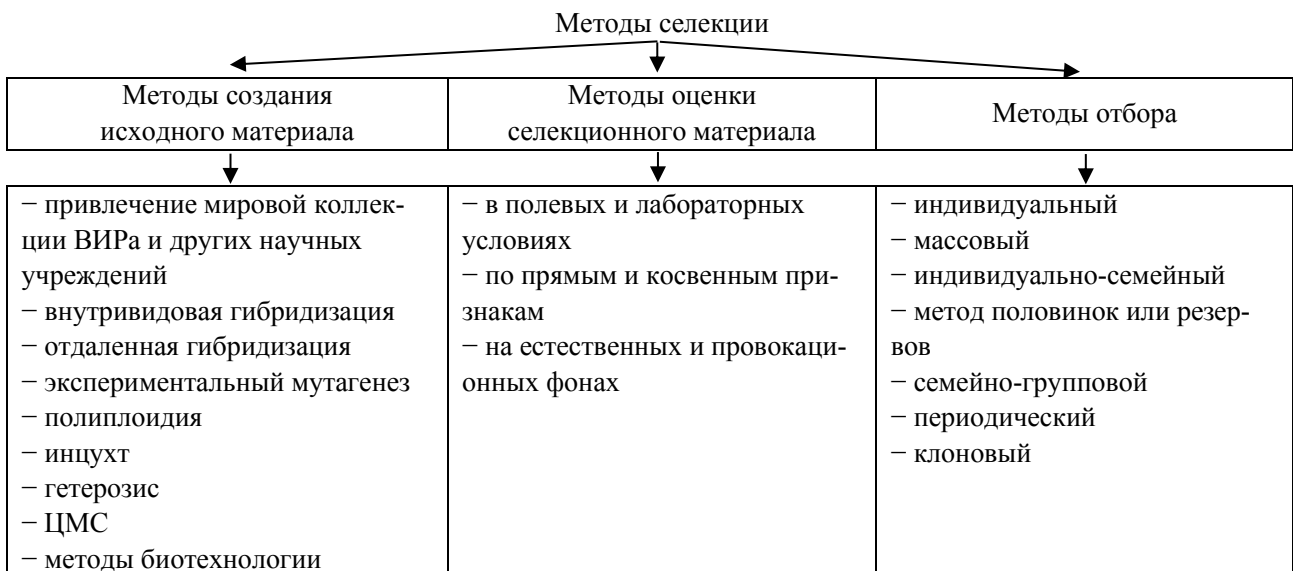 Методы селекции
Методы создания
исходного материала
Методы оценки
селекционного материала
Методы отбора
− привлечение мировой коллек-
ции ВИРа и других научных
учреждений
− внутривидовая гибридизация
− отдаленная гибридизация
− экспериментальный мутагенез
− полиплоидия
− инцухт
− гетерозис
− ЦМС
− методы биотехнологии
− в полевых и лабораторных
условиях
− по прямым и косвенным при-
знакам
− на естественных и провокаци-
онных фонах
− индивидуальный
− массовый
− индивидуально-семейный
− метод половинок или резер-
вов
− семейно-групповой
− периодический
− клоновый